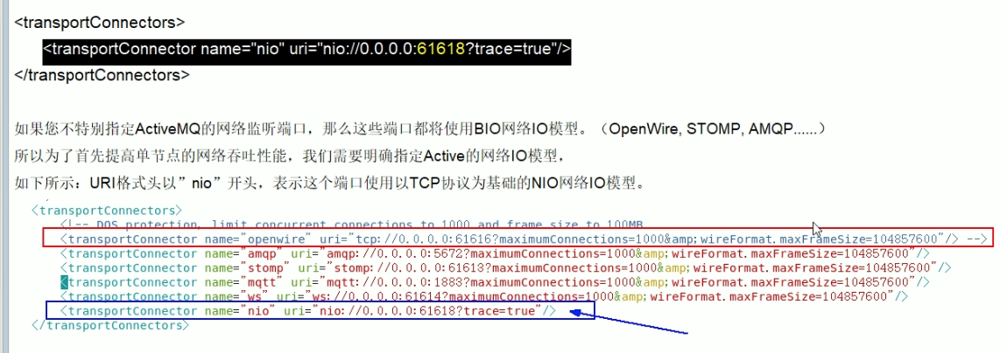 <transportConnectors>
<transportConnector name="nio" uri="nio://0.0.0.0:61618?trace=true"/>
</transportConnectors>
如果您不特别指定ActiveMQ的网络监听端口，那么这些端口都将使用BIO网络IO模型。（OpenWire, STOMP, AMQP......）
所以为了首先提高单节点的网络吞吐性能，我们需要明确指定Active的网络IO模型，
如下所示：URI格式头以”nio”开头，表示这个端口使用以TCP协议为基础的NIO网络IO模型。
<transportConnectors>
<!-- DOS protection, limit concurrent connections to 1000 and frame size to 100MB
<transportConnector name="openwire" uri="tcp://0.0.0.0:61616?maximumConnections=1000&amp;wireFormat.maxFrameSize=104857600"/> -->
<transportConnector name="amqp" uri="amqp://0.0.0.0:5672?maximumConnections=1000&amp;wireFormat.maxFrameSize=104857600"/>
<transportConnector name="stomp" uri="stomp://0.0.0.0:61613?maximumConnections=1000&amp;wireFormat.maxFrameSize=104857600"/>
<transportConnector name="mqtt" uri="mqtt://0.0.0.0:1883?maximumConnections=1000&amp;wireFormat.maxFrameSize=104857600"/>
<transportConnector name="ws" uri="ws://0.0.0.0:61614?maximumConnections=1000&amp;wireFormat.maxFrameSize=104857600"/>
<transportConnector name="nio" uri="nio://0.0.0.0:61618?trace=true"/>
</transportConnectors>